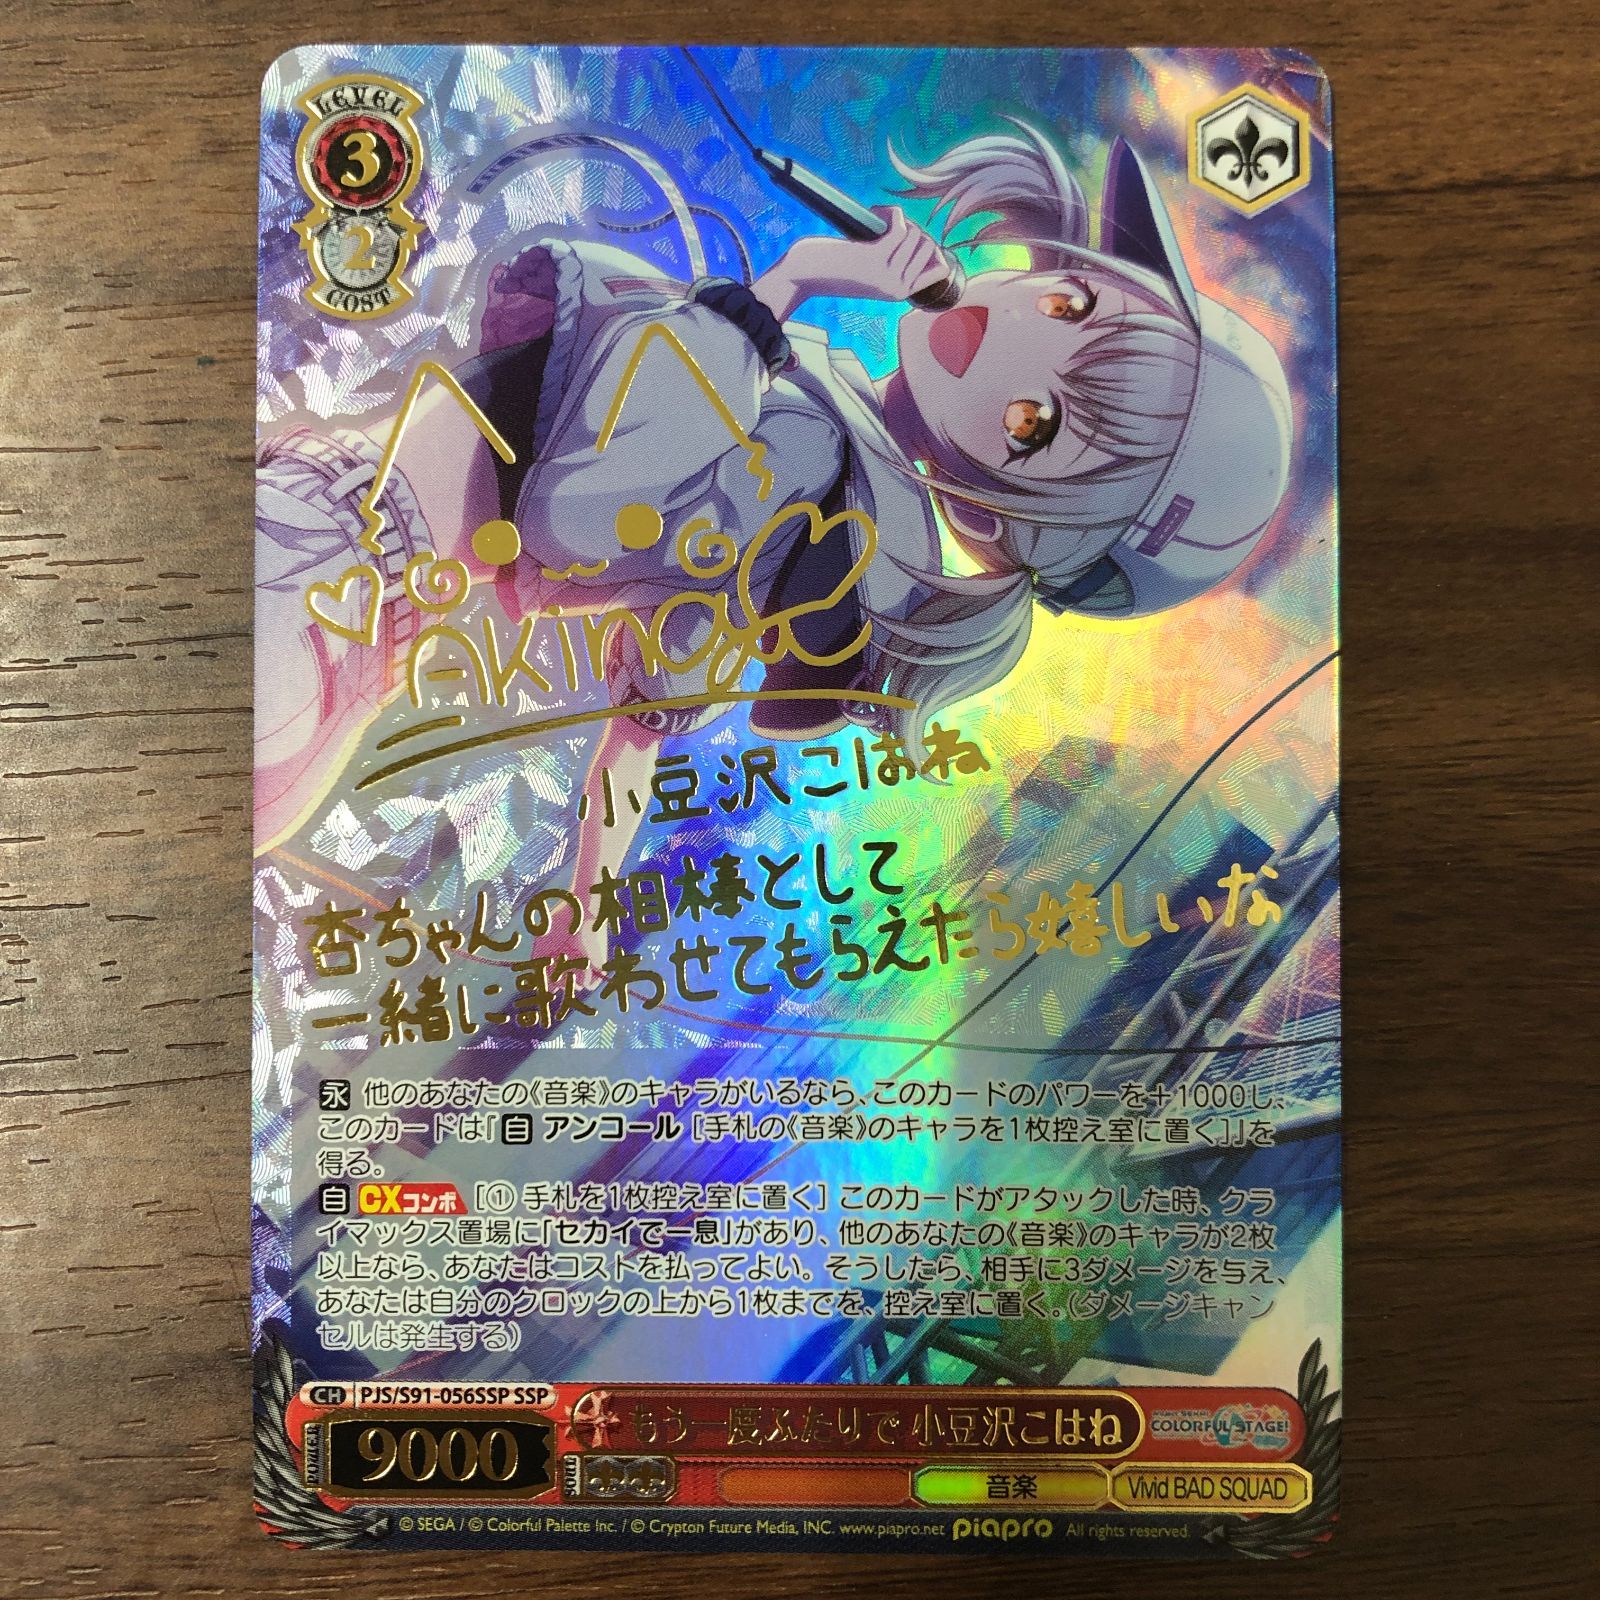 LEVEL
3
2
COST
Akina
小豆沢こはね
杏ちゃんの相棒として
一緒に歌わせてもらえたら嬉しいな
永 他のあなたの《音楽》のキャラがいるなら、このカードのパワーを+1000し、
このカードは『自 アンコール [手札の《音楽》のキャラを1枚控え室に置く]』を
得る。
自 CXコンボ [① 手札を1枚控え室に置く] このカードがアタックした時、クラ
イマックス置場に「セカイで一息」があり、他のあなたの《音楽》のキャラが2枚
以上なら、あなたはコストを払ってよい。そうしたら、相手に3ダメージを与え、
あなたは自分のクロックの上から1枚までを、控え室に置く。(ダメージキャン
セルは発生する)
CH PJS/S91-056SSP SSP
POWER 9000
もう一度ふたりで 小豆沢こはね
COLORFUL STAGE!
SOUL
音楽
Vivid BAD SQUAD
© SEGA / © Colorful Palette Inc. / © Crypton Future Media, INC. www.piapro.net piapro All rights reserved.